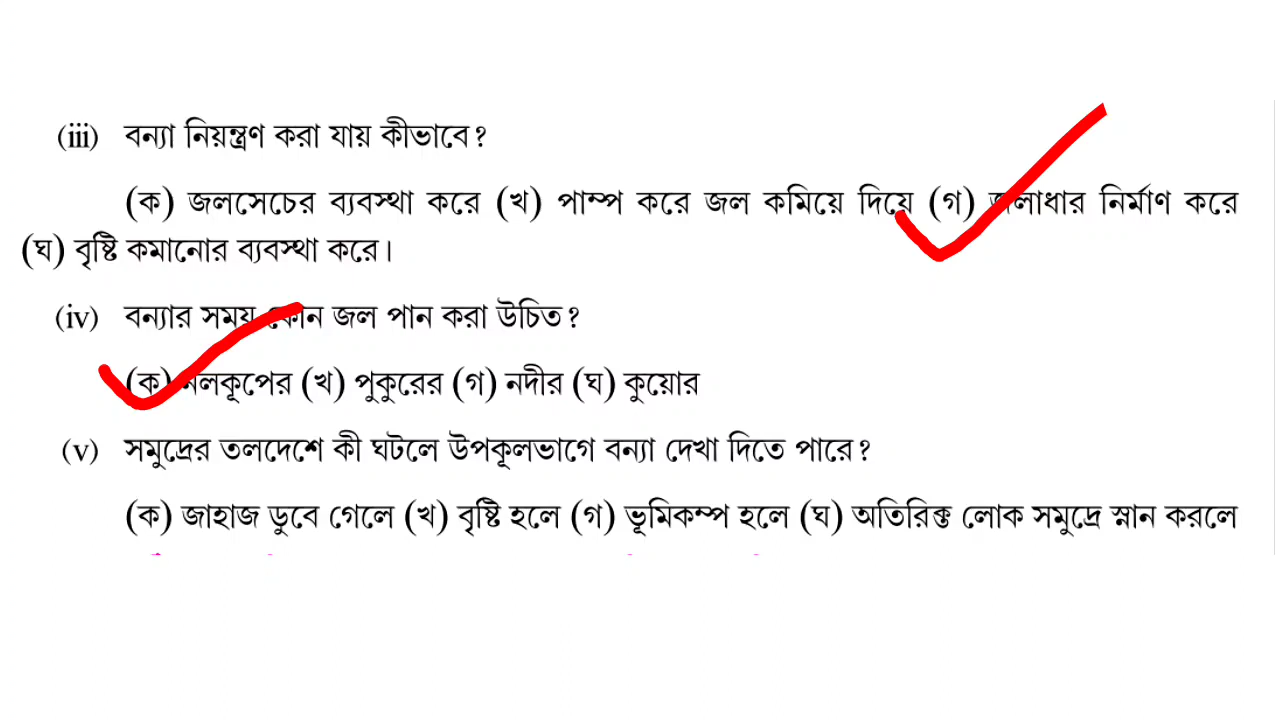 (iii) বন্যা নিয়ন্ত্রণ করা যায় কীভাবে?
(ক) জলসেচের ব্যবস্থা করে (খ) পাম্প করে জল কমিয়ে দিয়ে (গ) জলাধার নির্মাণ করে
(ঘ) বৃষ্টি কমানোর ব্যবস্থা করে।
(iv) বন্যার সময় কোন জল পান করা উচিত?
(ক) নলকূপের (খ) পুকুরের (গ) নদীর (ঘ) কুয়োর
(v) সমুদ্রের তলদেশে কী ঘটলে উপকূলভাগে বন্যা দেখা দিতে পারে?
(ক) জাহাজ ডুবে গেলে (খ) বৃষ্টি হলে (গ) ভূমিকম্প হলে (ঘ) অতিরিক্ত লোক সমুদ্রে স্নান করলে